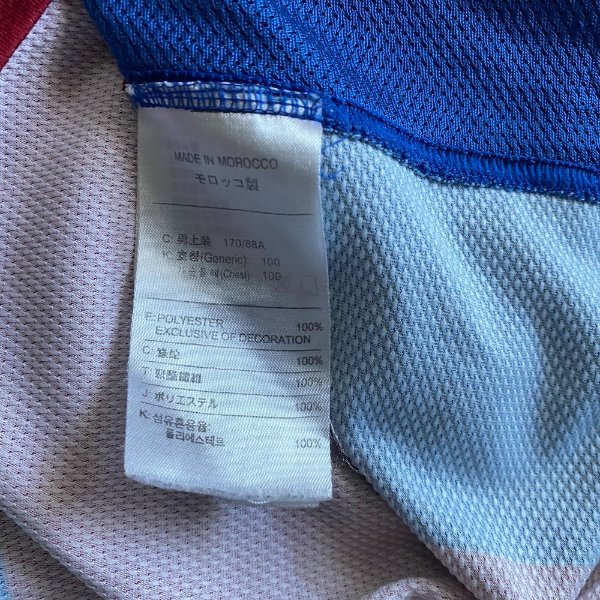 MADE IN MOROCCO
モロッコ製
C: 男上装 170/88A
K: 호칭(Generic): 100
(Chest) 100
E: POLYESTER 100%
EXCLUSIVE OF DECORATION
C: 涤纶 100%
T: 聚酯纖維 100%
J: ポリエステル 100%
K: 섬유혼용율
폴리에스테르 100%